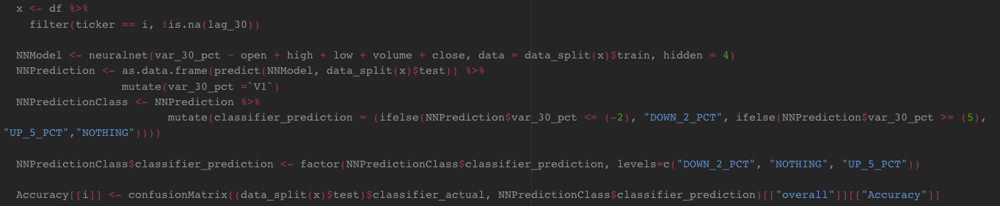 x <- df %>%
filter(ticker == i, !is.na(lag_30))
NNModel <- neuralnet(var_30_pct ~ open + high + low + volume + close, data = data_split(x)$train, hidden = 4)
NNPrediction <- as.data.frame(predict(NNModel, data_split(x)$test)) %>%
mutate(var_30_pct =`V1`)
NNPredictionClass <- NNPrediction %>%
mutate(classifier_prediction = (ifelse(NNPrediction$var_30_pct <= (-2), "DOWN_2_PCT", ifelse(NNPrediction$var_30_pct >= (5),
"UP_5_PCT","NOTHING"))))
NNPredictionClass$classifier_prediction <- factor(NNPredictionClass$classifier_prediction, levels=c("DOWN_2_PCT", "NOTHING", "UP_5_PCT"))
Accuracy[[i]] <- confusionMatrix((data_split(x)$test)$classifier_actual, NNPredictionClass$classifier_prediction)[["overall"]][["Accuracy"]]